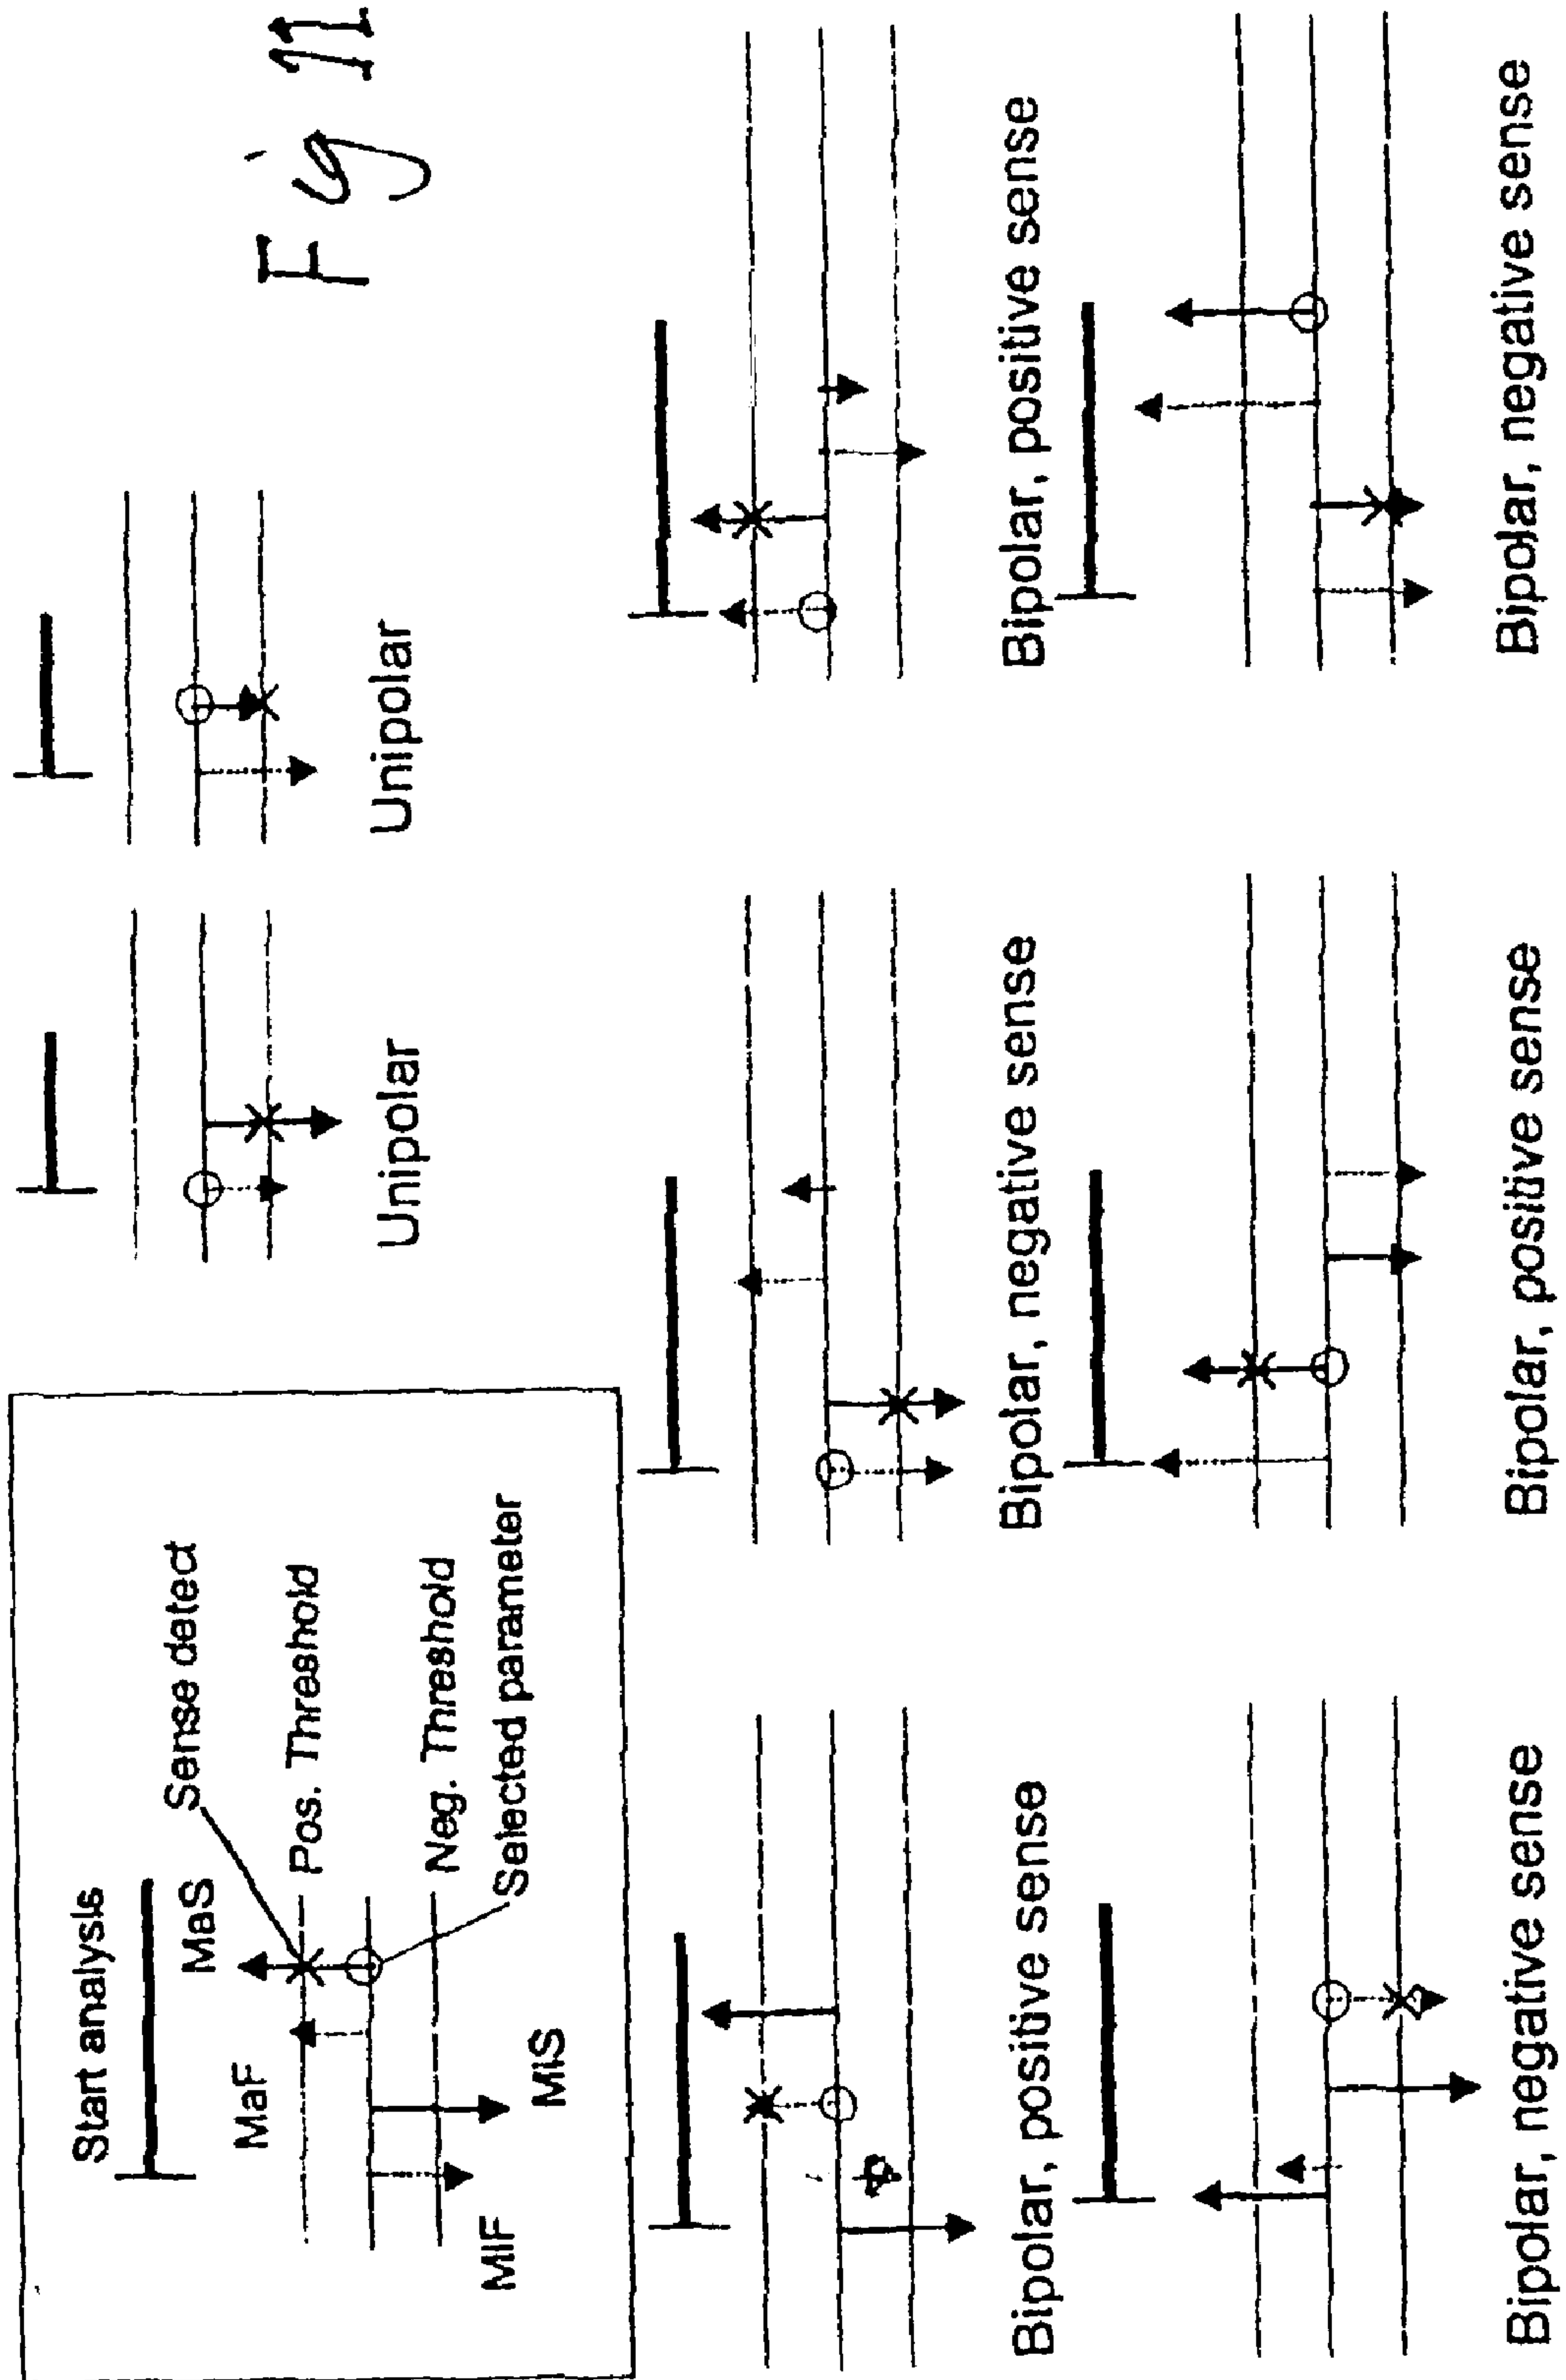 Fig 11
Start analysis
MaS
Sense detect
MaF
Pos. Threshold
Neg. Threshold
MiF
MiS
Selected parameter
Unipolar
Unipolar
Bipolar, positive sense
Bipolar, negative sense
Bipolar, positive sense
Bipolar, negative sense
Bipolar, positive sense
Bipolar, negative sense